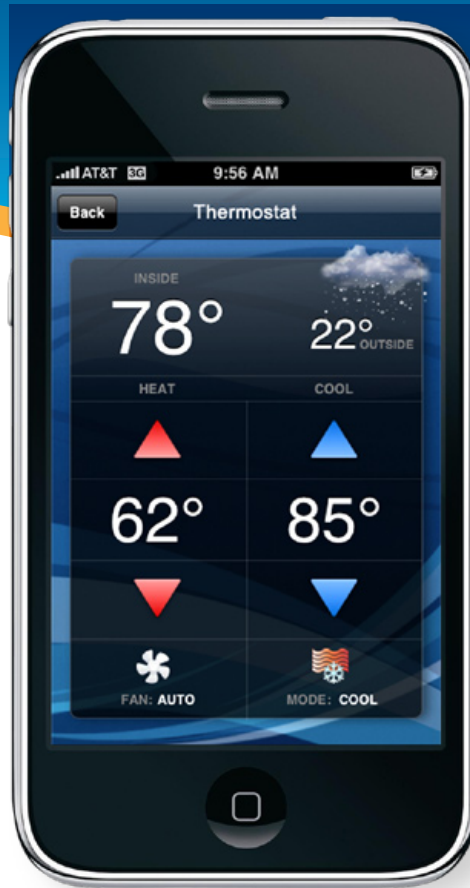 AT&T 3G 9:56 AM
Back Thermostat
INSIDE
78° 22° OUTSIDE
HEAT COOL
62° 85°
FAN: AUTO MODE: COOL